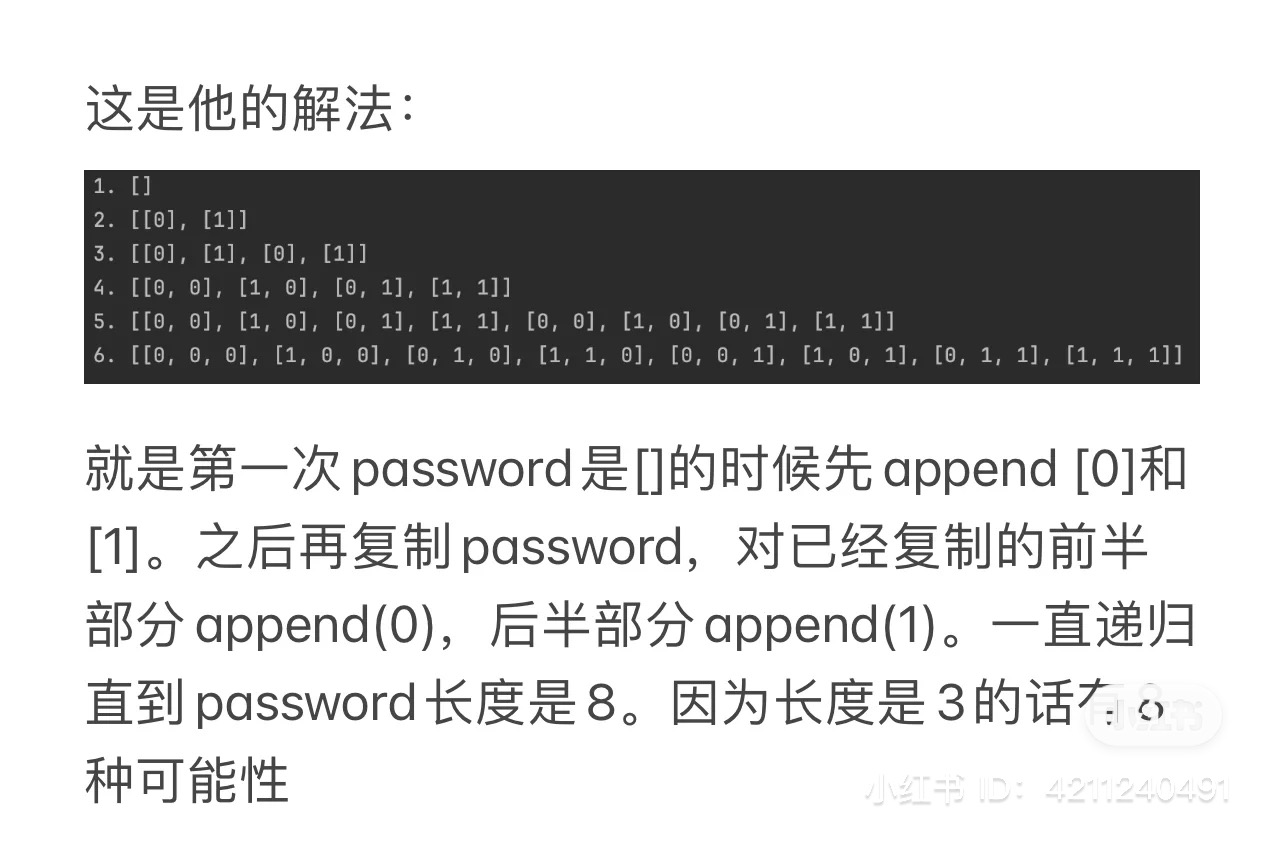 这是他的解法：
1. []
2. [[0], [1]]
3. [[0], [1], [0], [1]]
4. [[0, 0], [1, 0], [0, 1], [1, 1]]
5. [[0, 0], [1, 0], [0, 1], [1, 1], [0, 0], [1, 0], [0, 1], [1, 1]]
6. [[0, 0, 0], [1, 0, 0], [0, 1, 0], [1, 1, 0], [0, 0, 1], [1, 0, 1], [0, 1, 1], [1, 1, 1]]
就是第一次password是[]的时候先append [0]和
[1]。之后再复制password，对已经复制的前半
部分append(0)，后半部分append(1)。一直递归
直到password长度是8。因为长度是3的话有8
种可能性
小红书
小红书 ID：4211240491